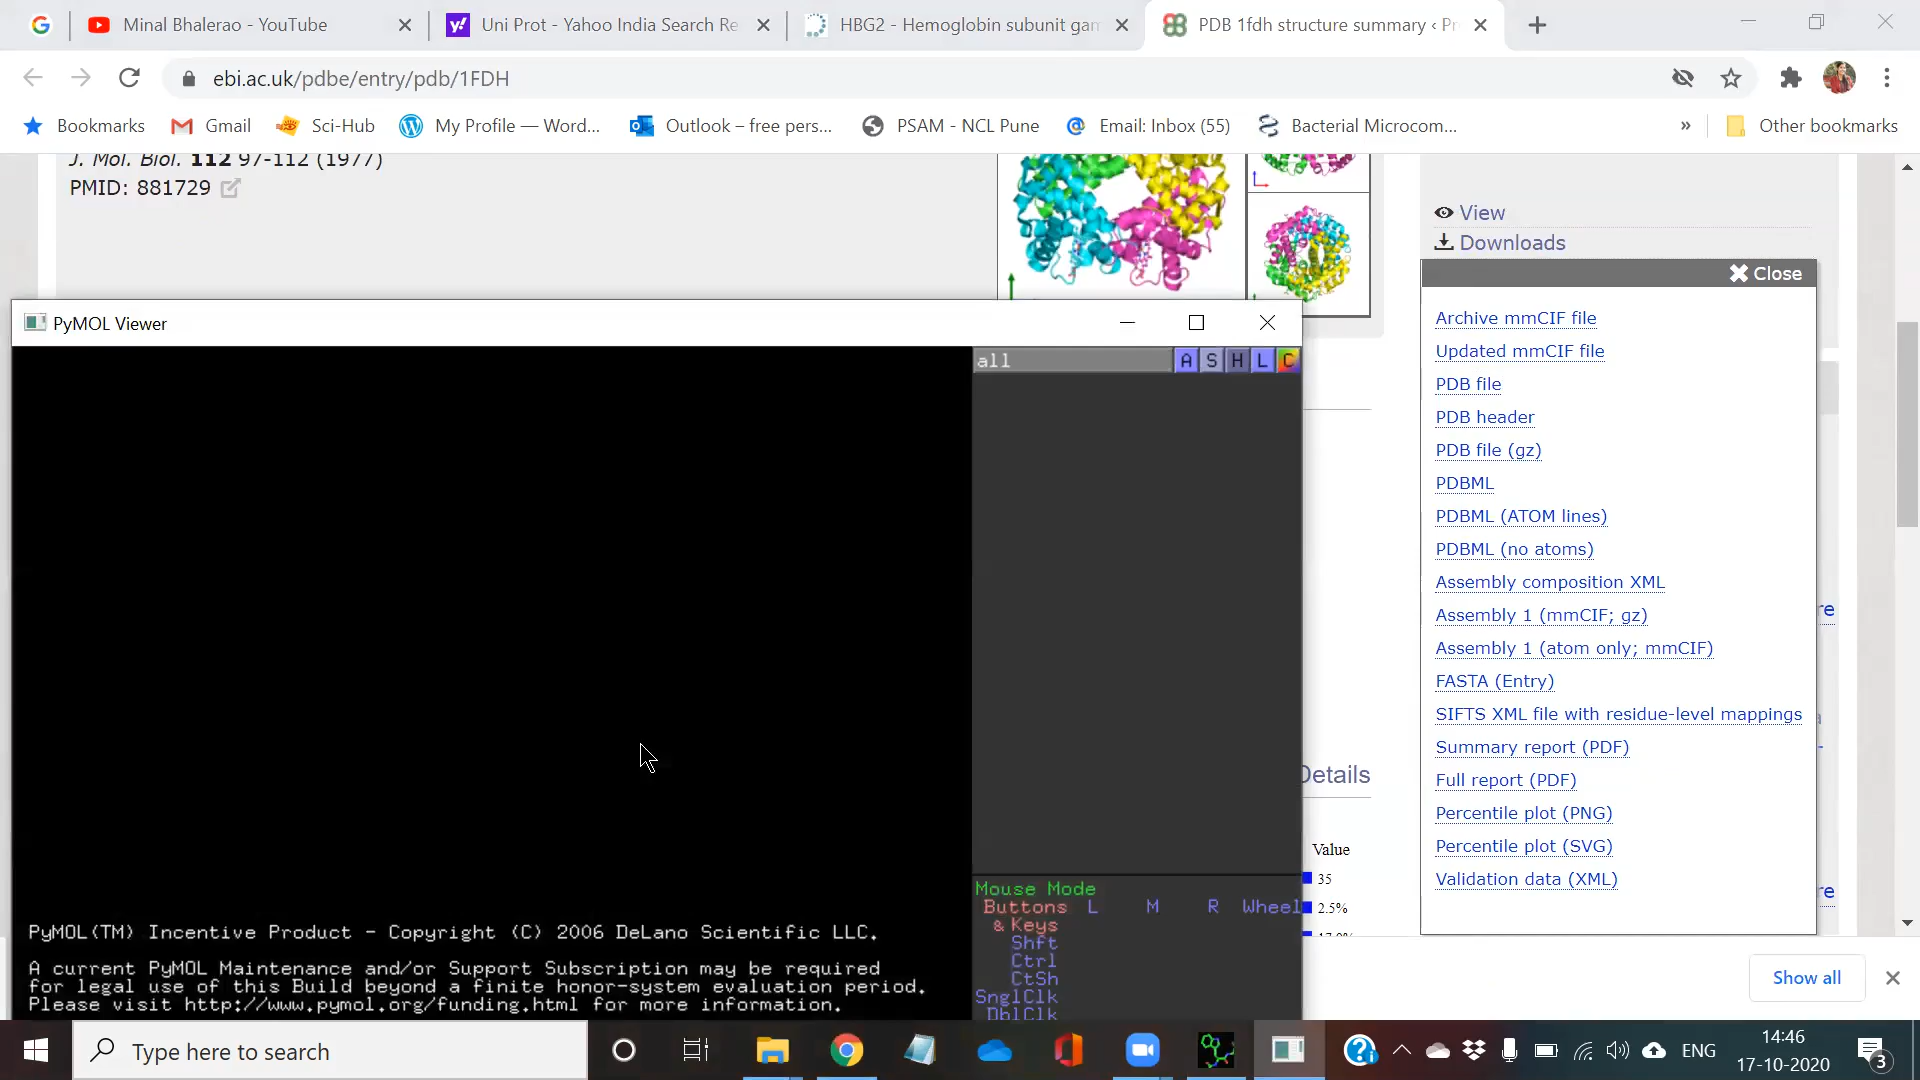 Minal Bhalerao - YouTube
Uni Prot - Yahoo India Search Re
HBG2 - Hemoglobin subunit gam
PDB 1fdh structure summary ‹ Pr
ebi.ac.uk/pdbe/entry/pdb/1FDH
Bookmarks
Gmail
Sci-Hub
My Profile — Word...
Outlook – free pers...
PSAM - NCL Pune
Email: Inbox (55)
Bacterial Microcom...
»
Other bookmarks
J. Mol. Biol. 112 97-112 (1977)
PMID: 881729
View
Downloads
Close
Archive mmCIF file
Updated mmCIF file
PDB file
PDB header
PDB file (gz)
PDBML
PDBML (ATOM lines)
PDBML (no atoms)
Assembly composition XML
Assembly 1 (mmCIF; gz)
Assembly 1 (atom only; mmCIF)
FASTA (Entry)
SIFTS XML file with residue-level mappings
Summary report (PDF)
Full report (PDF)
Percentile plot (PNG)
Percentile plot (SVG)
Validation data (XML)
PyMOL Viewer
all
A S H L C
Mouse Mode
Buttons L M R Wheel
& Keys
Shft
Ctrl
CtSh
SnglClk
DblClk
PyMOL(TM) Incentive Product - Copyright (C) 2006 DeLano Scientific LLC.
A current PyMOL Maintenance and/or Support Subscription may be required
for legal use of this Build beyond a finite honor-system evaluation period.
Please visit http://www.pymol.org/funding.html for more information.
Details
Value
35
2.5%
re
re
Show all
Type here to search
ENG
14:46
17-10-2020
3